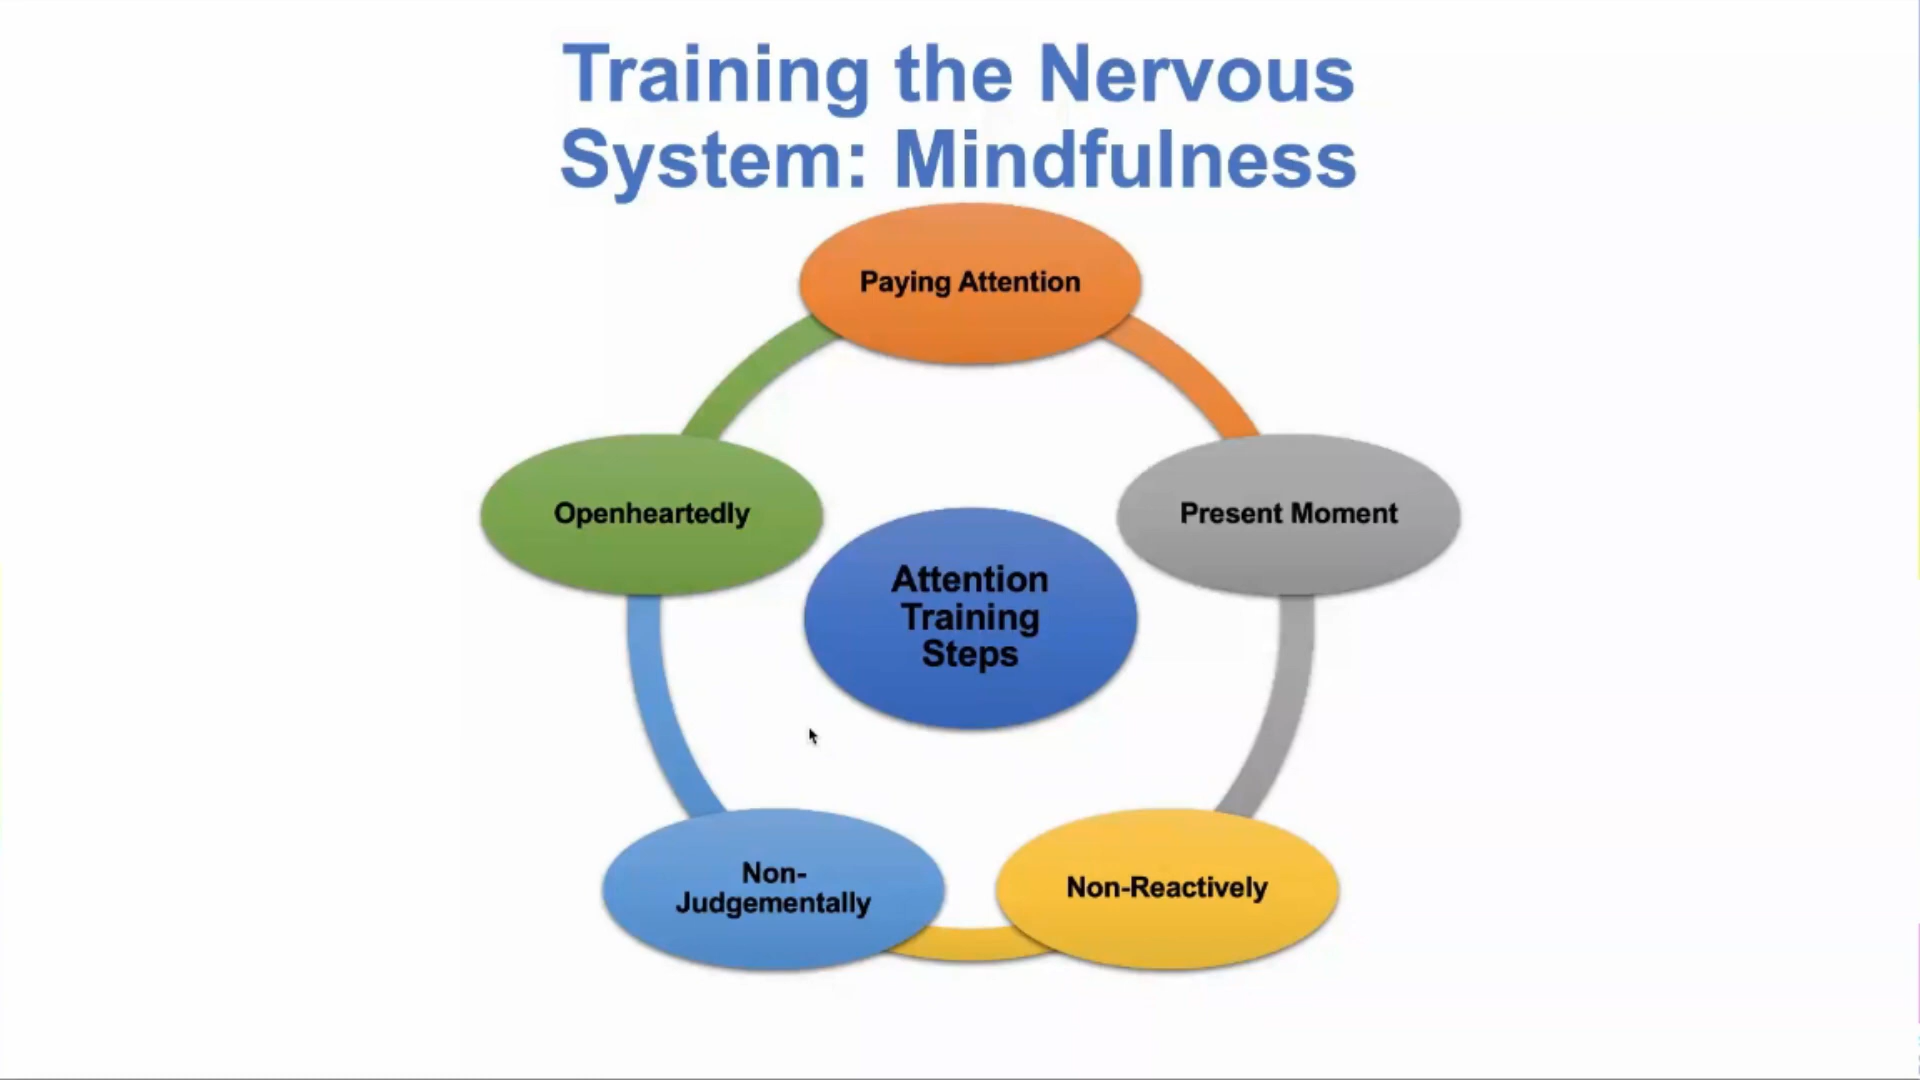 Training the Nervous
System: Mindfulness
Paying Attention
Openheartedly
Present Moment
Attention
Training
Steps
Non-
Judgementally
Non-Reactively